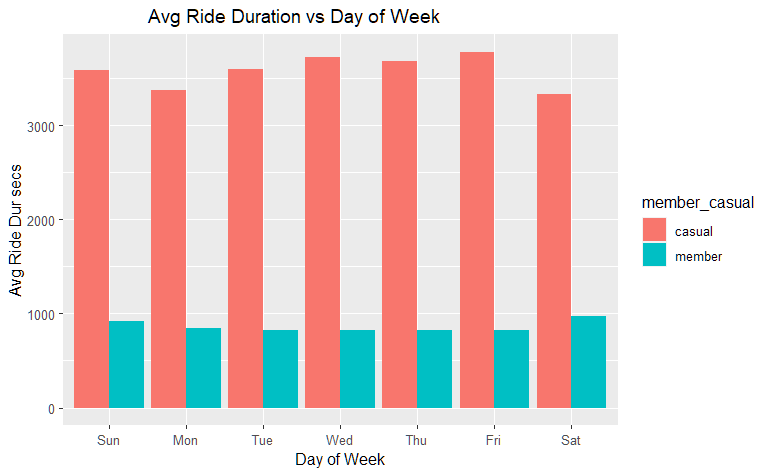 Avg Ride Duration vs Day of Week
Avg Ride Dur secs
3000
2000
1000
0
Sun Mon Tue Wed Thu Fri Sat
Day of Week
member_casual
casual
member